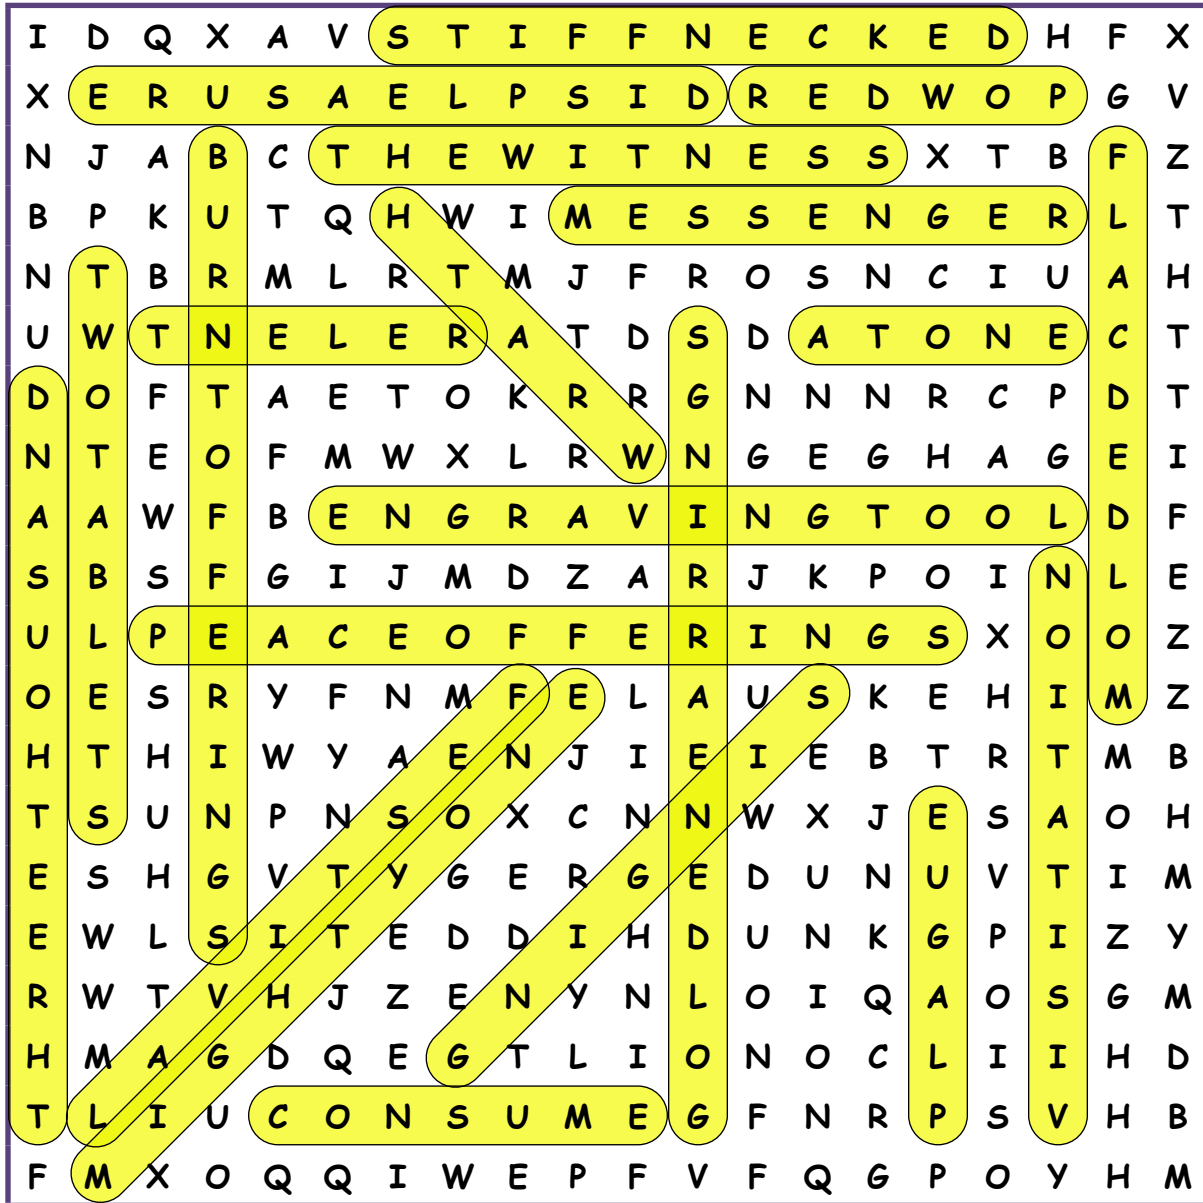 I D Q X A V S T I F F N E C K E D H F X
X E R U S A E L P S I D R E D W O P G V
N J A B C T H E W I T N E S S X T B F Z
B P K U T Q H W I M E S S E N G E R L T
N T B R M L R T M J F R O S N C I U A H
U W T N E L E R A T D S D A T O N E C T
D O F T A E T O K R R G N N N R C P D T
N T E O F M W X L R W N G E G H A G E I
A A W F B E N G R A V I N G T O O L D F
S B S F G I J M D Z A R J K P O I N L E
U L P E A C E O F F E R I N G S X O O Z
O E S R Y F N M F E L A U S K E H I M Z
H T H I W Y A E N J I E I E B T R T M B
T S U N P N S O X C N N W X J E S A O H
E S H G V T Y G E R G E D U N U V T I M
E W L S I T E D D I H D U N K G P I Z Y
R W T V H J Z E N Y N L O I Q A O S G M
H M A G D Q E G T L I O N O C L I I H D
T L I U C O N S U M E G F N R P S V H B
F M X O Q Q I W E P F V F Q G P O Y H M